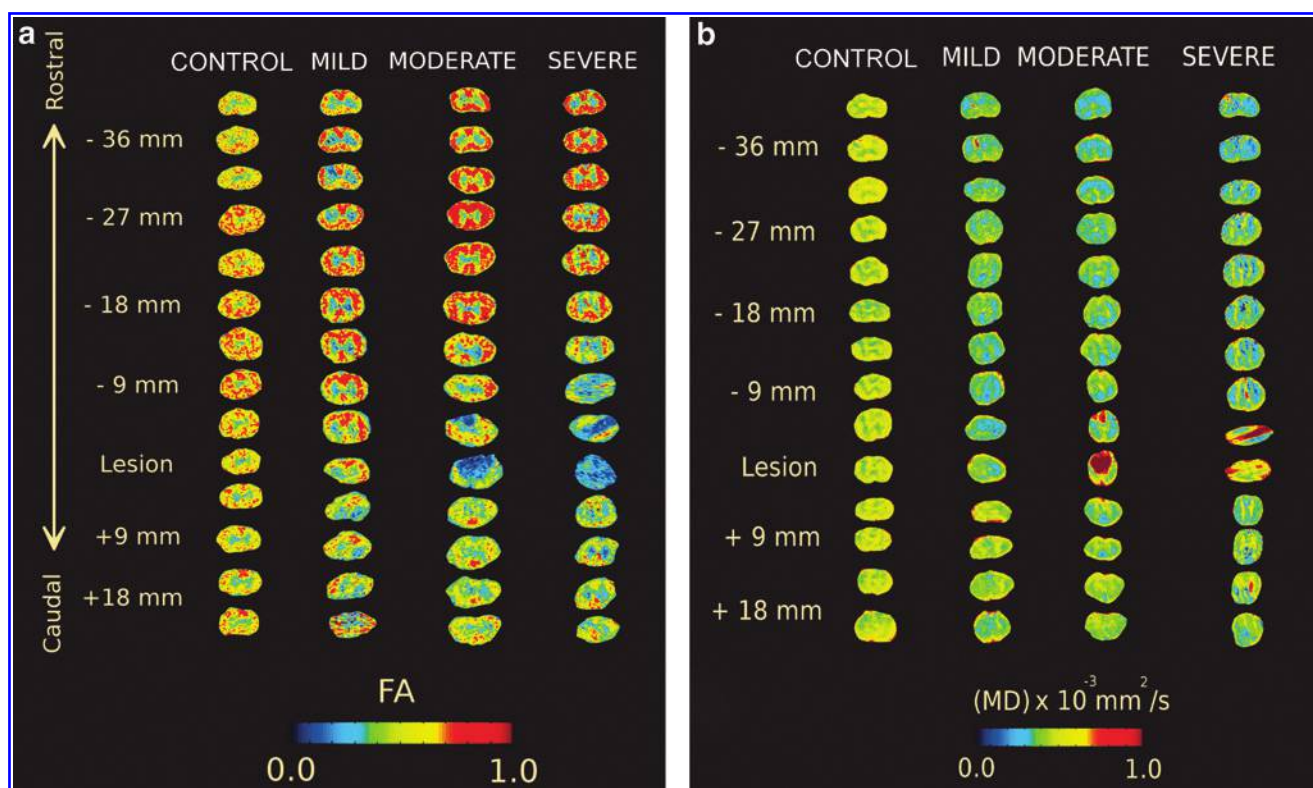 a
CONTROL MILD MODERATE SEVERE
Rostral
- 36 mm
- 27 mm
- 18 mm
- 9 mm
Lesion
+9 mm
+18 mm
Caudal
FA
0.0 1.0
b
CONTROL MILD MODERATE SEVERE
- 36 mm
- 27 mm
- 18 mm
- 9 mm
Lesion
+ 9 mm
+ 18 mm
(MD) x 10⁻³ mm²/s
0.0 1.0